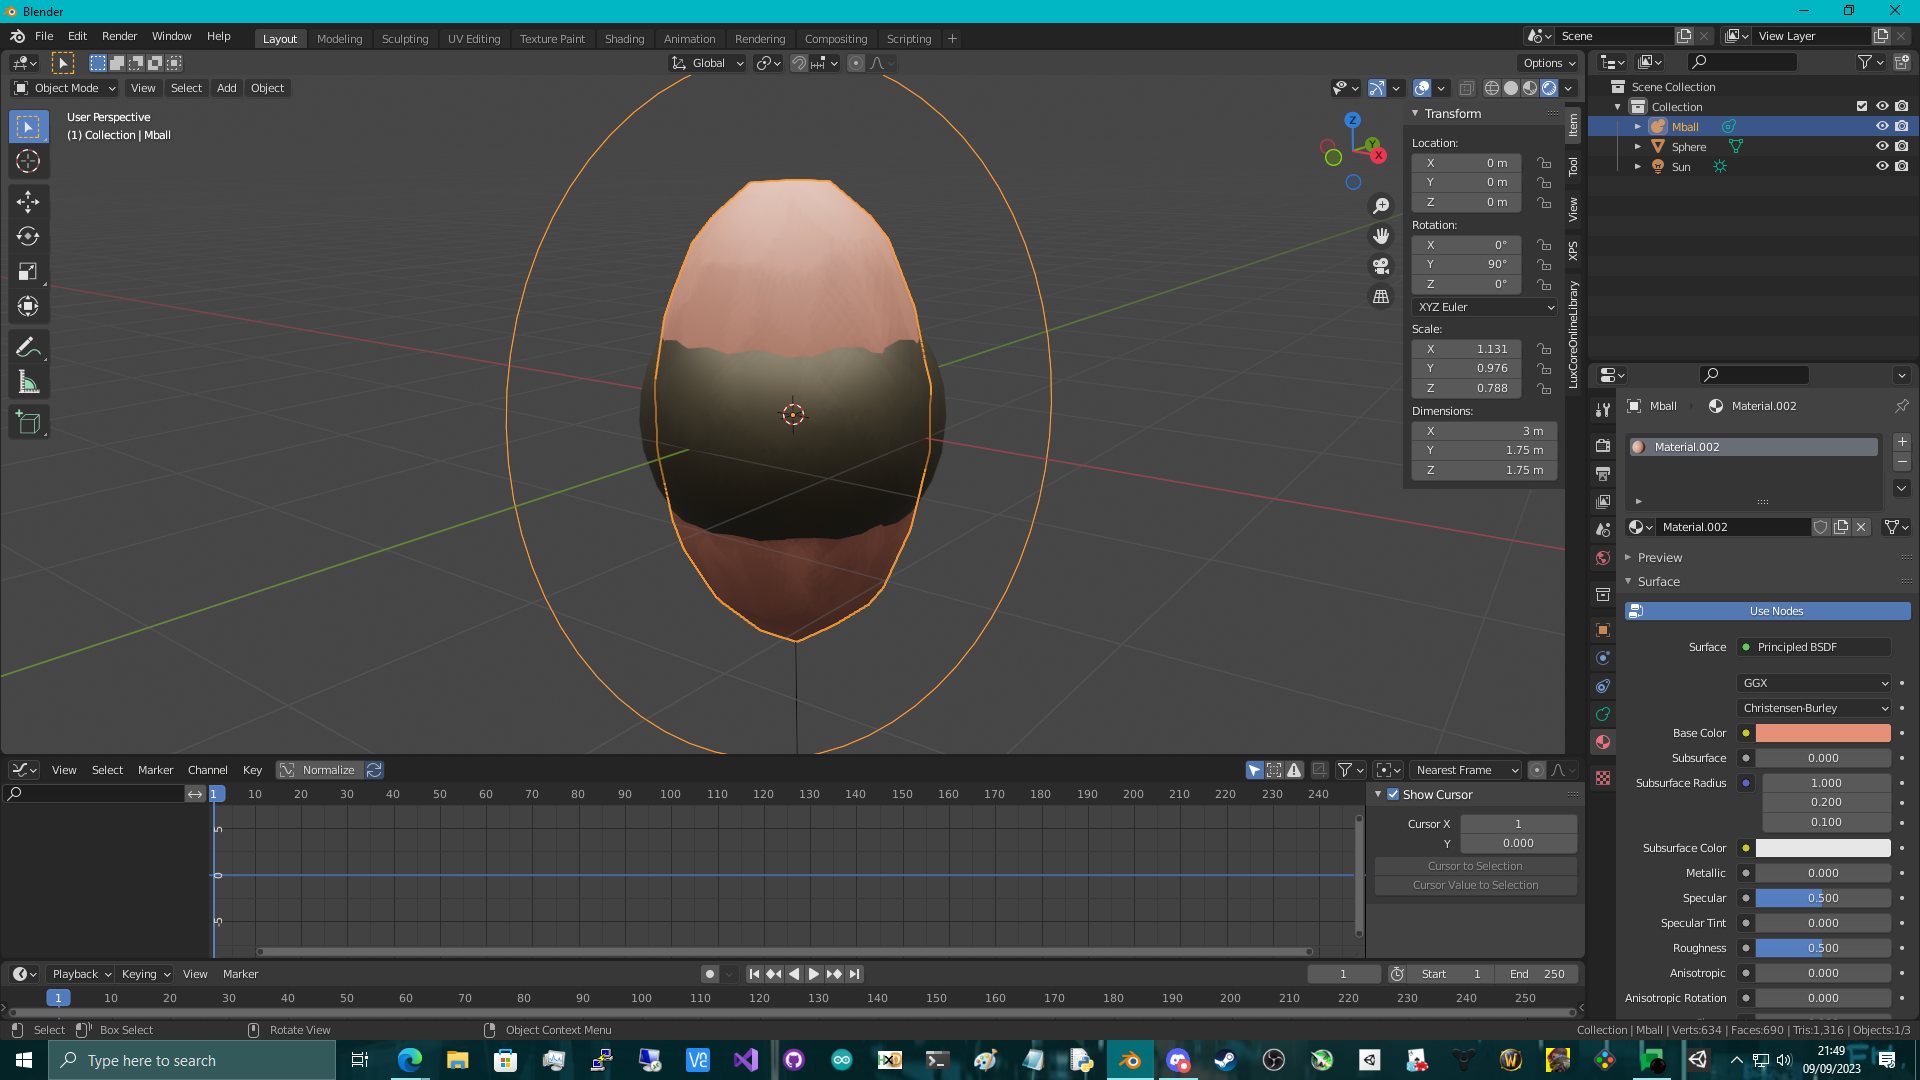 Blender
File Edit Render Window Help
Layout Modeling Sculpting UV Editing Texture Paint Shading Animation Rendering Compositing Scripting +
Scene
View Layer
Global
Options
Object Mode View Select Add Object
User Perspective
(1) Collection | Mball
Z
Y
X
Transform
Location:
X 0 m
Y 0 m
Z 0 m
Rotation:
X 0°
Y 90°
Z 0°
XYZ Euler
Scale:
X 1.131
Y 0.976
Z 0.788
Dimensions:
X 3 m
Y 1.75 m
Z 1.75 m
Item
Tool
View
XPS
LuxCoreOnlineLibrary
Scene Collection
Collection
Mball
Sphere
Sun
Mball Material.002
Material.002
Material.002
Preview
Surface
Use Nodes
Surface Principled BSDF
GGX
Christensen-Burley
Base Color
Subsurface 0.000
Subsurface Radius 1.000
0.200
0.100
Subsurface Color
Metallic 0.000
Specular 0.500
Specular Tint 0.000
Roughness 0.500
Anisotropic 0.000
Anisotropic Rotation 0.000
View Select Marker Channel Key Normalize
Nearest Frame
1 10 20 30 40 50 60 70 80 90 100 110 120 130 140 150 160 170 180 190 200 210 220 230 240
5
0
-5
Show Cursor
Cursor X 1
Y 0.000
Cursor to Selection
Cursor Value to Selection
Playback Keying View Marker
1 Start 1 End 250
1 10 20 30 40 50 60 70 80 90 100 110 120 130 140 150 160 170 180 190 200 210 220 230 240 250
Select Box Select Rotate View Object Context Menu
Collection | Mball | Verts:634 | Faces:690 | Tris:1,316 | Objects:1/3
Type here to search
21:49
09/09/2023